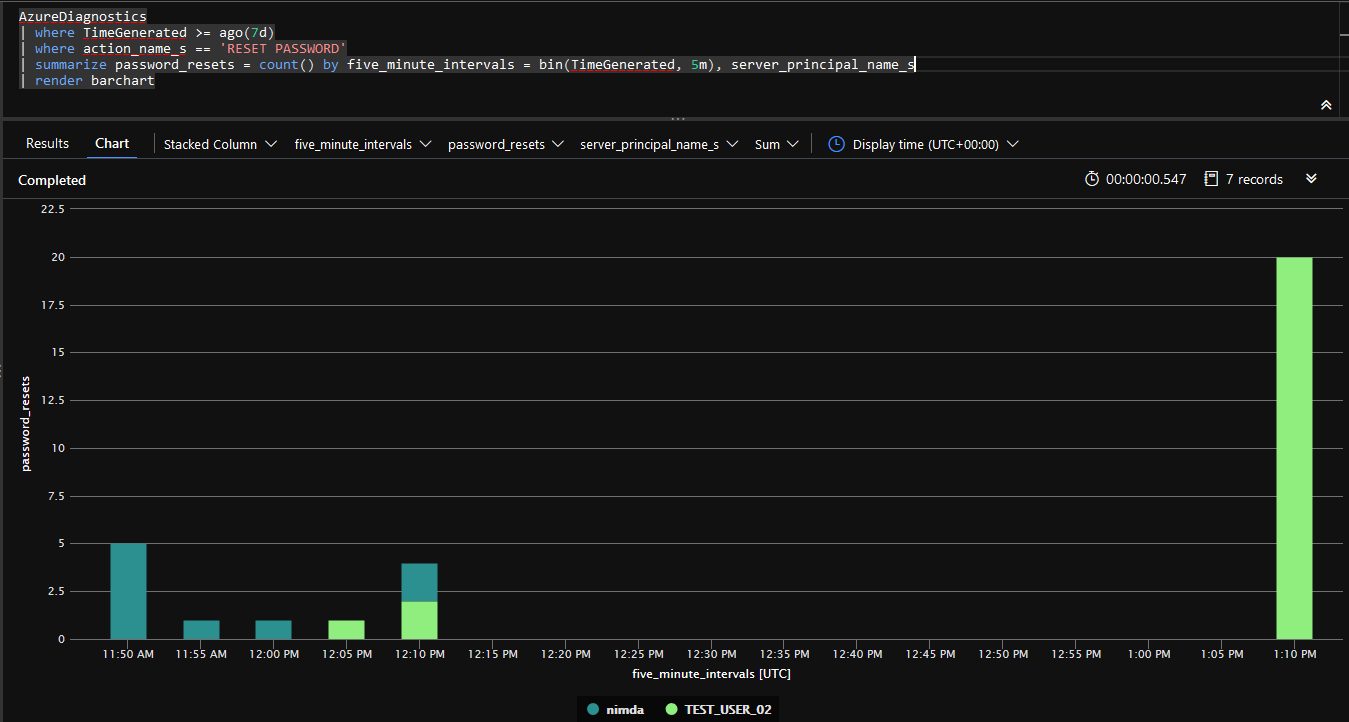 AzureDiagnostics
| where TimeGenerated >= ago(7d)
| where action_name_s == 'RESET PASSWORD'
| summarize password_resets = count() by five_minute_intervals = bin(TimeGenerated, 5m), server_principal_name_s
| render barchart
Results Chart Stacked Column five_minute_intervals password_resets server_principal_name_s Sum Display time (UTC+00:00)
Completed 00:00:00.547 7 records
22.5
20
17.5
15
12.5
10
7.5
5
2.5
0
password_resets
11:50 AM 11:55 AM 12:00 PM 12:05 PM 12:10 PM 12:15 PM 12:20 PM 12:25 PM 12:30 PM 12:35 PM 12:40 PM 12:45 PM 12:50 PM 12:55 PM 1:00 PM 1:05 PM 1:10 PM
five_minute_intervals [UTC]
nimda TEST_USER_02